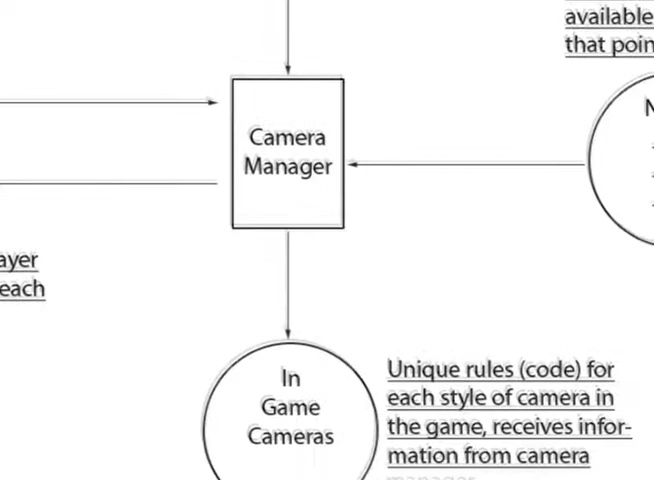 available
that poin
Camera
Manager
ayer
each
In
Game
Cameras
Unique rules (code) for
each style of camera in
the game, receives infor-
mation from camera
manager